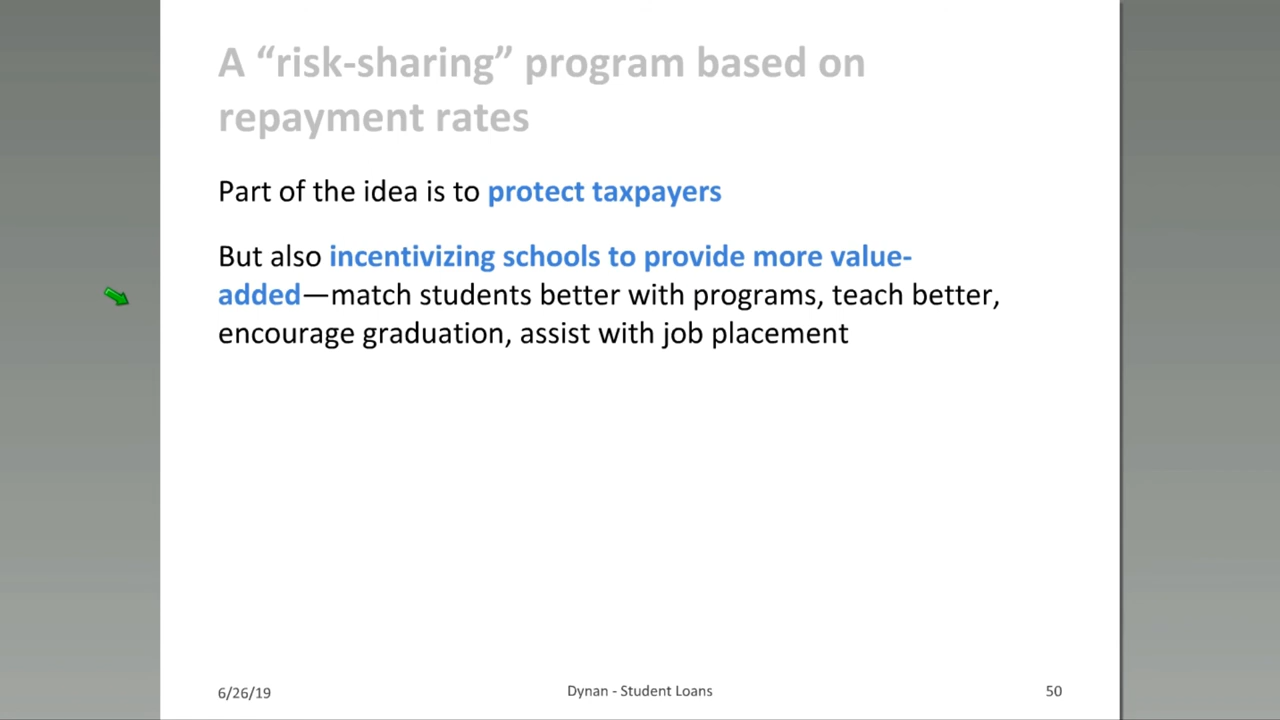 A “risk-sharing” program based on
repayment rates
Part of the idea is to protect taxpayers
But also incentivizing schools to provide more value-
added—match students better with programs, teach better,
encourage graduation, assist with job placement
6/26/19
Dynan - Student Loans
50